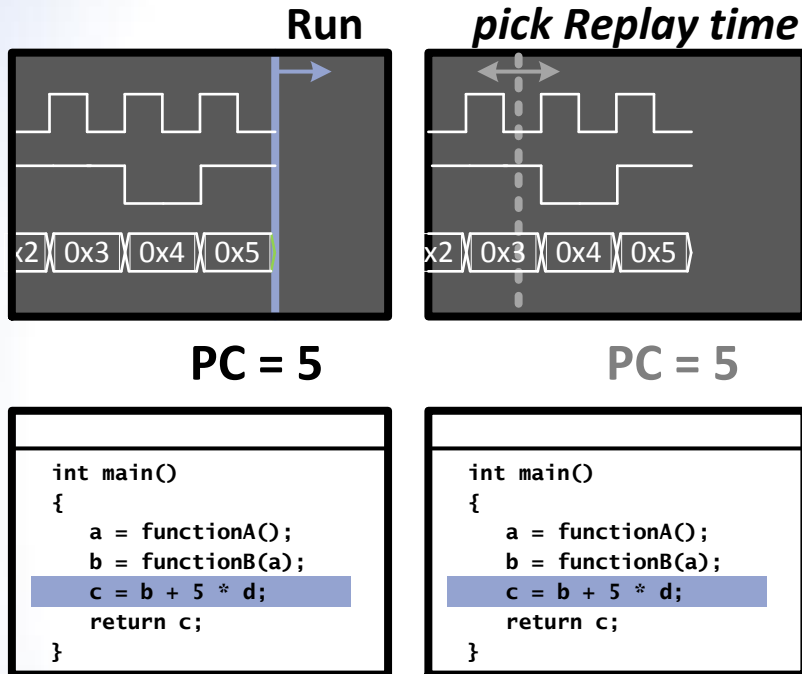 Run
pick Replay time
x2 0x3 0x4 0x5
x2 0x3 0x4 0x5
PC = 5
PC = 5
int main()
{
a = functionA();
b = functionB(a);
c = b + 5 * d;
return c;
}
int main()
{
a = functionA();
b = functionB(a);
c = b + 5 * d;
return c;
}